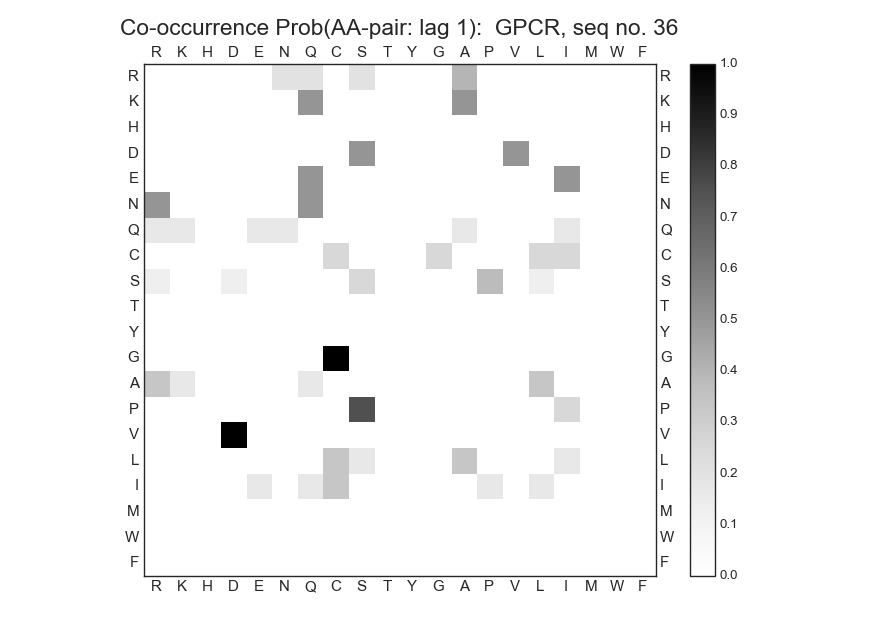 Co-occurrence Prob(AA-pair: lag 1):  GPCR, seq no. 36
R K H D E N Q C S T Y G A P V L I M W F
R R
K K
H H
D D
E E
N N
Q Q
C C
S S
T T
Y Y
G G
A A
P P
V V
L L
I I
M M
W W
F F
R K H D E N Q C S T Y G A P V L I M W F
1.0
0.9
0.8
0.7
0.6
0.5
0.4
0.3
0.2
0.1
0.0